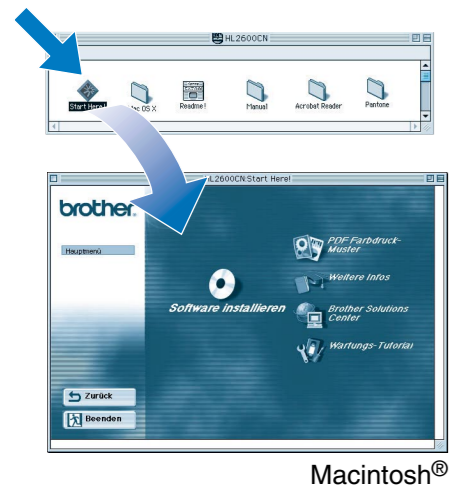 HL2600CN
Start Here!
Mac OS X
Readme!
Manual
Acrobat Reader
Pantone
HL2600CN:Start Here!
brother.
Hauptmenü
Software installieren
PDF Farbdruck-
Muster
Weitere Infos
Brother Solutions
Center
Wartungs-Tutorial
Zurück
Beenden
Macintosh®